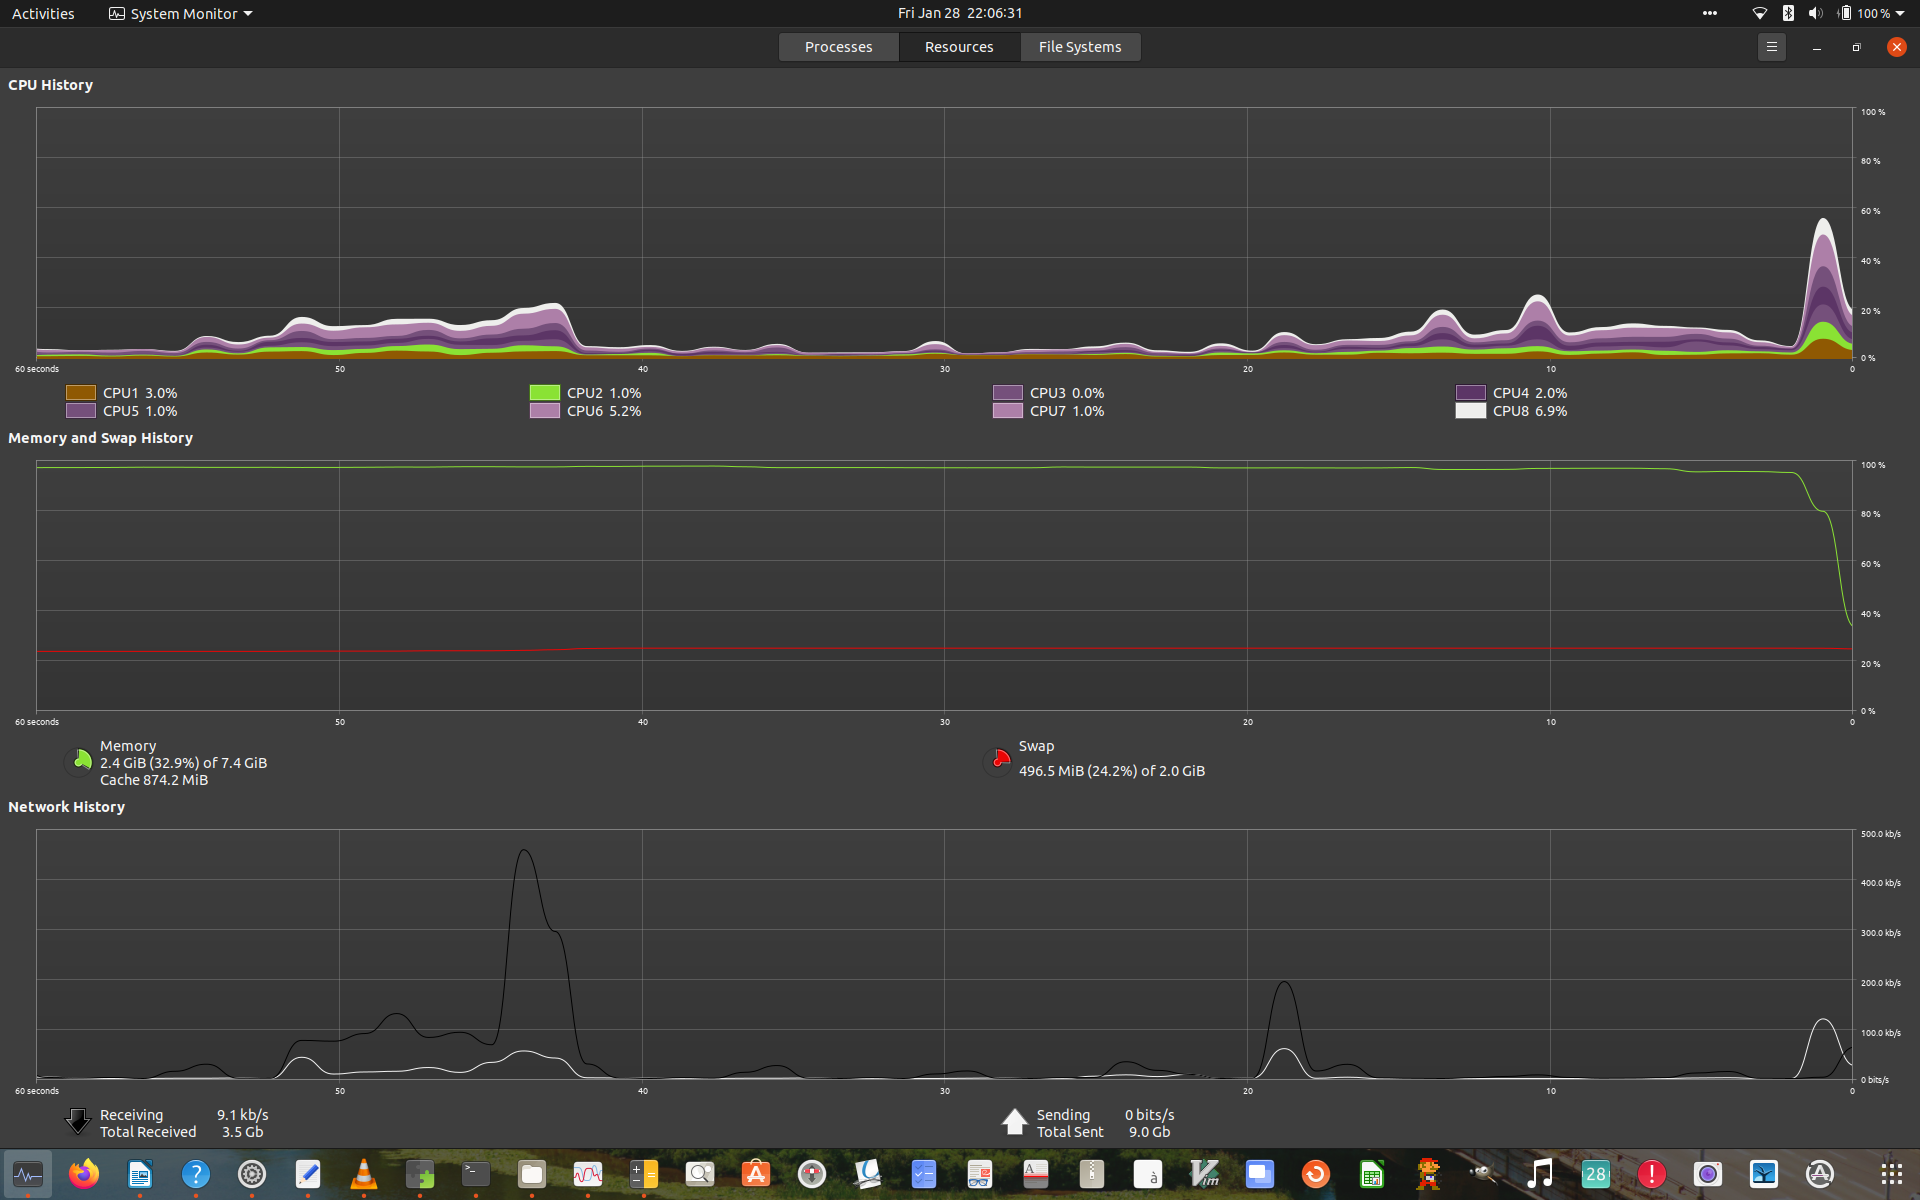 Activities System Monitor Fri Jan 28 22:06:31 100 %
Processes Resources File Systems
CPU History
100 %
80 %
60 %
40 %
20 %
0 %
60 seconds 50 40 30 20 10 0
CPU1 3.0% CPU2 1.0% CPU3 0.0% CPU4 2.0%
CPU5 1.0% CPU6 5.2% CPU7 1.0% CPU8 6.9%
Memory and Swap History
100 %
80 %
60 %
40 %
20 %
0 %
60 seconds 50 40 30 20 10 0
Memory Swap
2.4 GiB (32.9%) of 7.4 GiB 496.5 MiB (24.2%) of 2.0 GiB
Cache 874.2 MiB
Network History
500.0 kb/s
400.0 kb/s
300.0 kb/s
200.0 kb/s
100.0 kb/s
0 bits/s
60 seconds 50 40 30 20 10 0
Receiving 9.1 kb/s Sending 0 bits/s
Total Received 3.5 Gb Total Sent 9.0 Gb
? >_ A à Vim 28 !